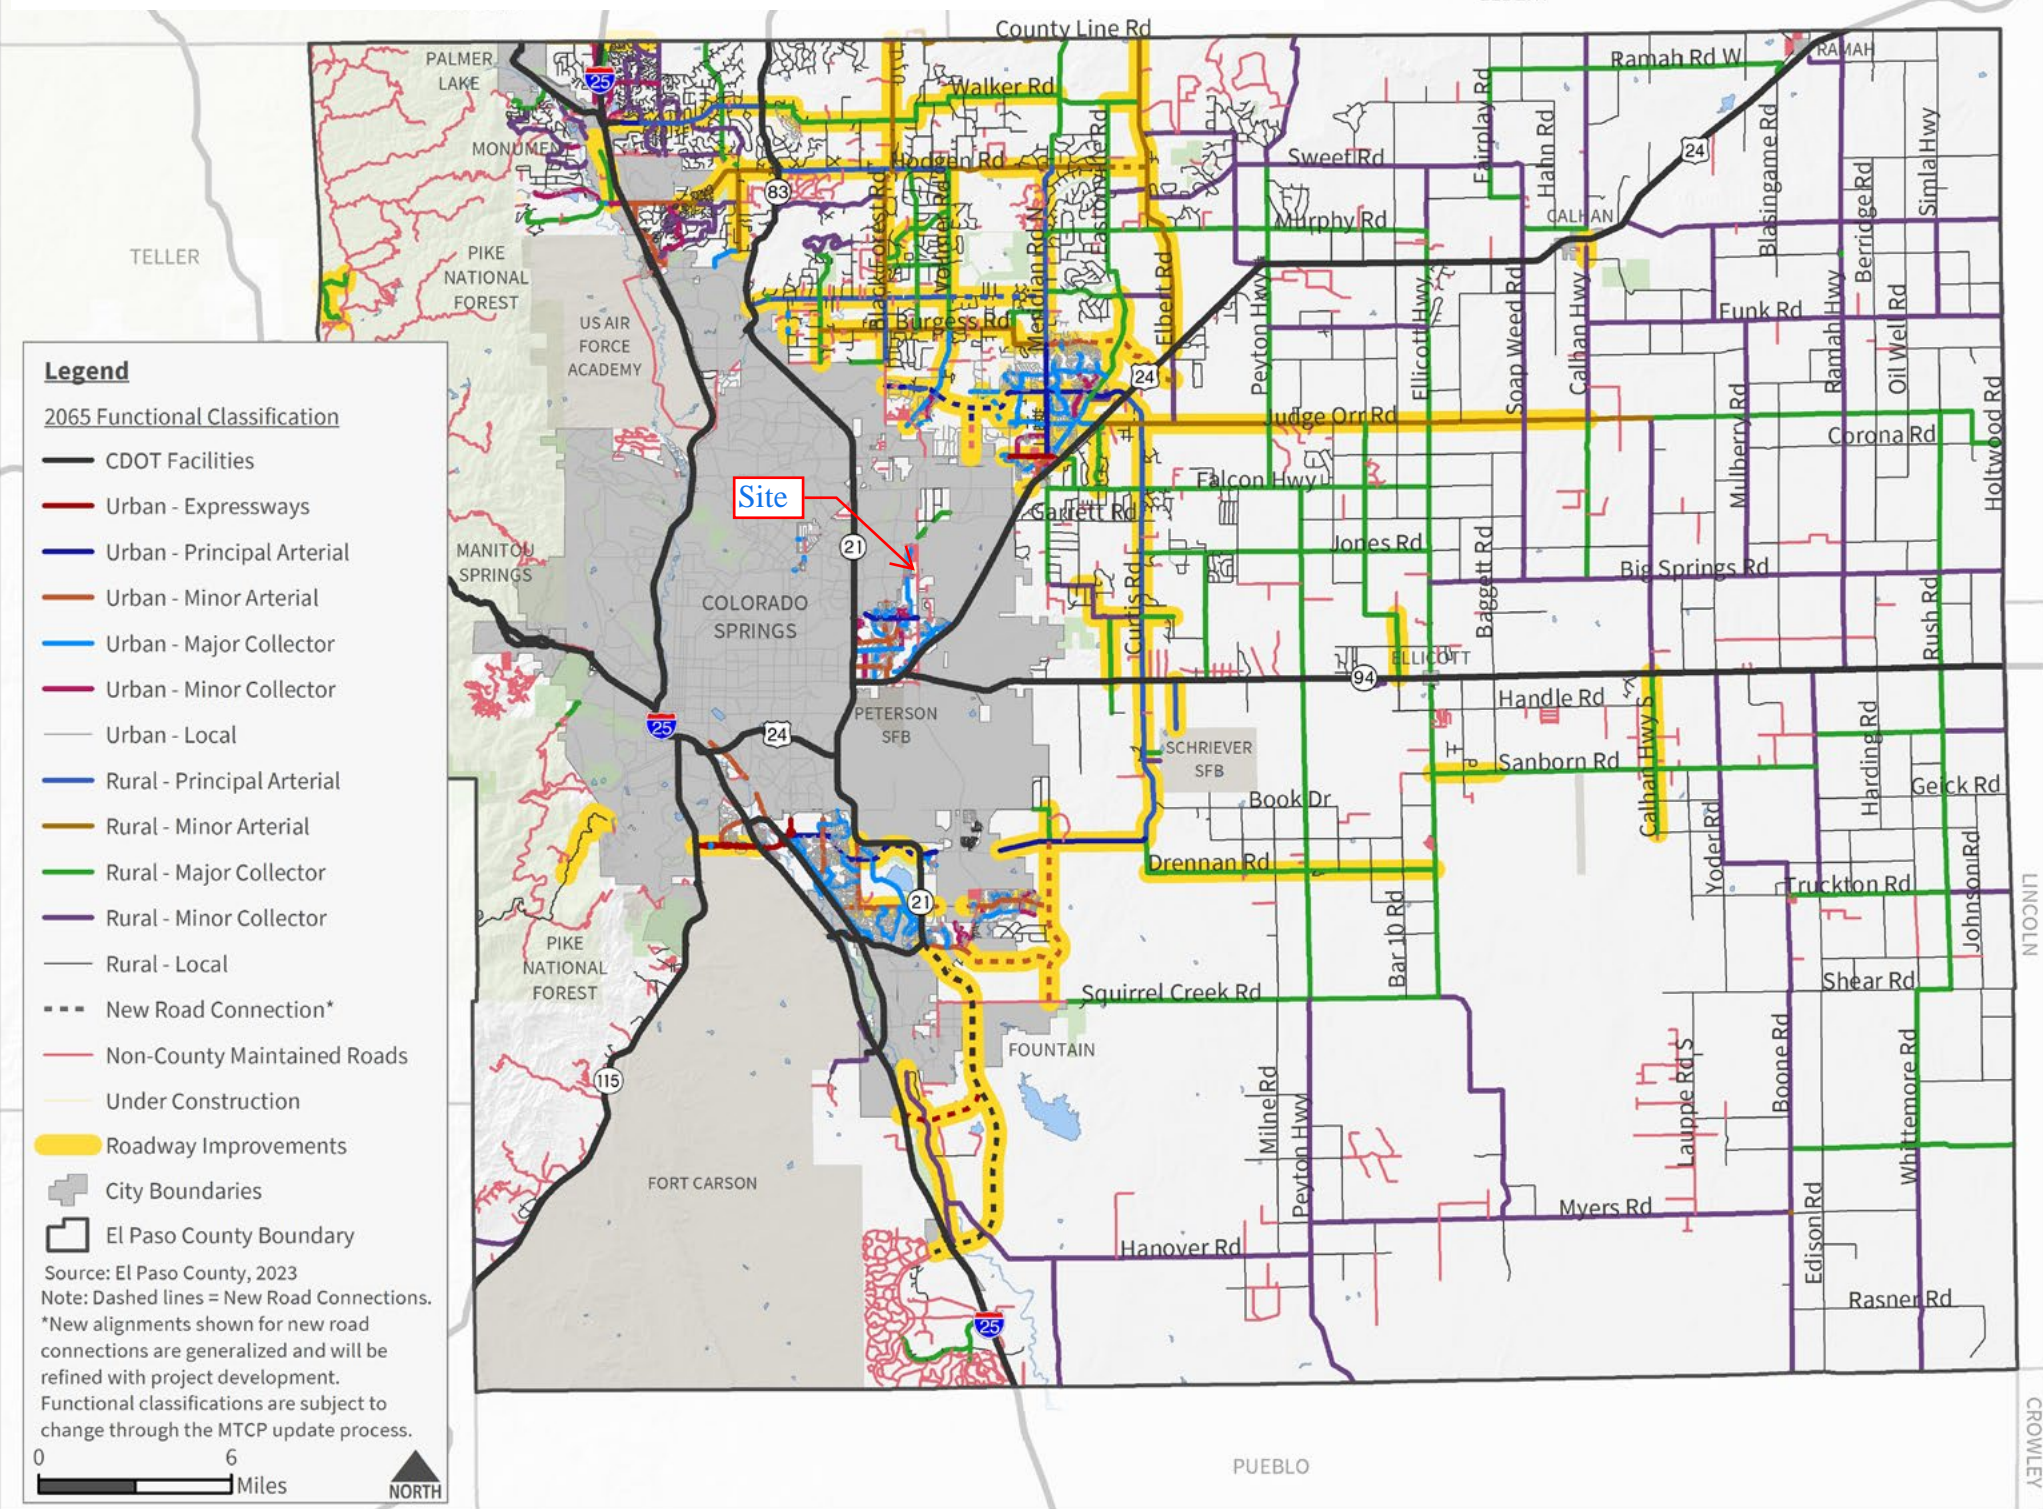 County Line Rd
PALMER
LAKE
25
Ramah Rd W
RAMAH
Walker Rd
MONUMENT
Hodgen Rd
83
Sweet Rd
24
Fairplay Rd
Hahn Rd
Blasingame Rd
Berridge Rd
Simla Hwy
TELLER
PIKE
NATIONAL
FOREST
Black Forest Rd
Vollmer Rd
Meridian Rd N
Eastonville Rd
Elbert Rd
Murphy Rd
CALHAN
US AIR
FORCE
ACADEMY
Burgess Rd
Peyton Hwy
Ellicott Hwy
Soap Weed Rd
Calhan Hwy
Funk Rd
Ramah Hwy
Oil Well Rd
24
Judge Orr Rd
Mulberry Rd
Corona Rd
Holtwood Rd
Site
Falcon Hwy
Garrett Rd
21
MANITOU
SPRINGS
Jones Rd
Big Springs Rd
COLORADO
SPRINGS
Curtis Rd
Baggett Rd
Rush Rd
ELLICOTT
94
PETERSON
SFB
Handle Rd
25
24
SCHRIEVER
SFB
Sanborn Rd
Calhan Hwy S
Harding Rd
Geick Rd
Book Dr
Yoder Rd
Johnson Rd
Drennan Rd
Truckton Rd
LINCOLN
21
Bar 10 Rd
PIKE
NATIONAL
FOREST
Squirrel Creek Rd
Shear Rd
FOUNTAIN
115
Milne Rd
Peyton Hwy
Lauppe Rd S
Boone Rd
Whittemore Rd
FORT CARSON
Myers Rd
Edison Rd
Hanover Rd
Rasner Rd
25
PUEBLO
CROWLEY
Legend
2065 Functional Classification
CDOT Facilities
Urban - Expressways
Urban - Principal Arterial
Urban - Minor Arterial
Urban - Major Collector
Urban - Minor Collector
Urban - Local
Rural - Principal Arterial
Rural - Minor Arterial
Rural - Major Collector
Rural - Minor Collector
Rural - Local
New Road Connection*
Non-County Maintained Roads
Under Construction
Roadway Improvements
City Boundaries
El Paso County Boundary
Source: El Paso County, 2023
Note: Dashed lines = New Road Connections.
*New alignments shown for new road
connections are generalized and will be
refined with project development.
Functional classifications are subject to
change through the MTCP update process.
0 6
Miles
NORTH